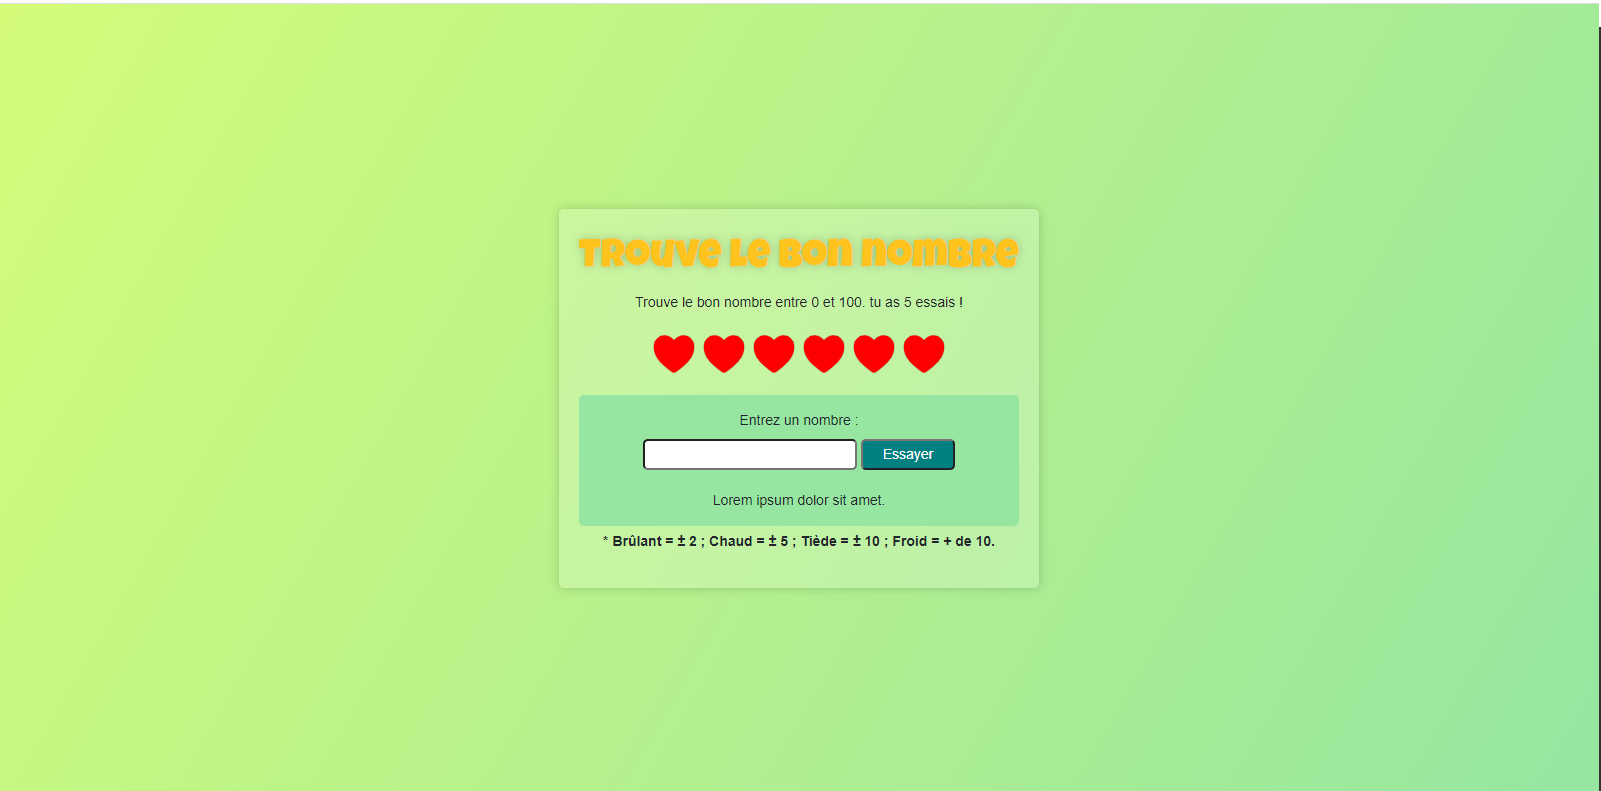 Trouve le bon nombre
Trouve le bon nombre entre 0 et 100. tu as 5 essais !
Entrez un nombre :
Essayer
Lorem ipsum dolor sit amet.
* Brûlant = ± 2 ; Chaud = ± 5 ; Tiède = ± 10 ; Froid = + de 10.